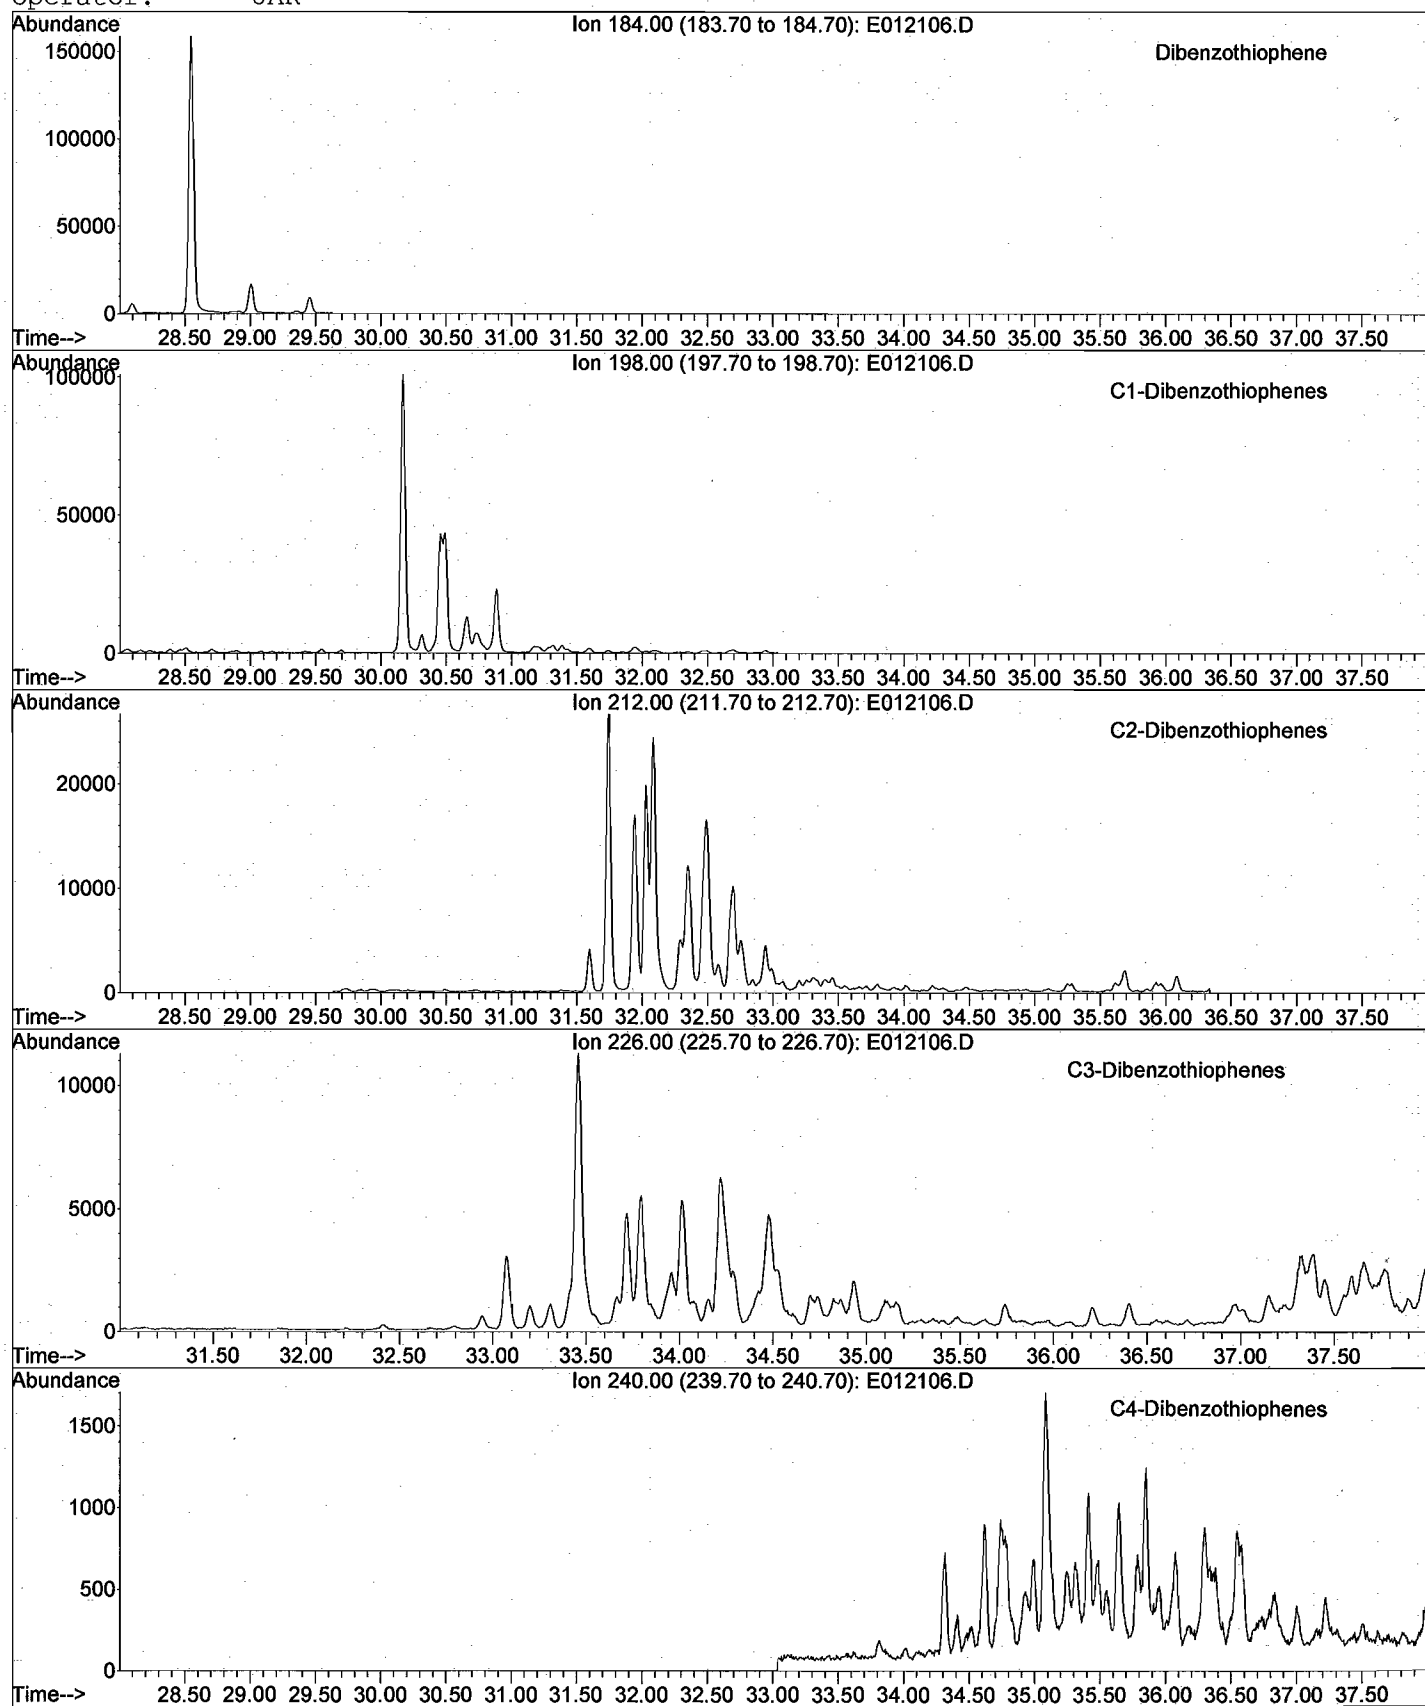 Operator: JAR
Abundance Ion 184.00 (183.70 to 184.70): E012106.D
Dibenzothiophene
150000
100000
50000
0
Time--> 28.50 29.00 29.50 30.00 30.50 31.00 31.50 32.00 32.50 33.00 33.50 34.00 34.50 35.00 35.50 36.00 36.50 37.00 37.50
Abundance Ion 198.00 (197.70 to 198.70): E012106.D
100000
C1-Dibenzothiophenes
50000
0
Time--> 28.50 29.00 29.50 30.00 30.50 31.00 31.50 32.00 32.50 33.00 33.50 34.00 34.50 35.00 35.50 36.00 36.50 37.00 37.50
Abundance Ion 212.00 (211.70 to 212.70): E012106.D
C2-Dibenzothiophenes
20000
10000
0
Time--> 28.50 29.00 29.50 30.00 30.50 31.00 31.50 32.00 32.50 33.00 33.50 34.00 34.50 35.00 35.50 36.00 36.50 37.00 37.50
Abundance Ion 226.00 (225.70 to 226.70): E012106.D
C3-Dibenzothiophenes
10000
5000
0
Time--> 31.50 32.00 32.50 33.00 33.50 34.00 34.50 35.00 35.50 36.00 36.50 37.00 37.50
Abundance Ion 240.00 (239.70 to 240.70): E012106.D
C4-Dibenzothiophenes
1500
1000
500
0
Time--> 28.50 29.00 29.50 30.00 30.50 31.00 31.50 32.00 32.50 33.00 33.50 34.00 34.50 35.00 35.50 36.00 36.50 37.00 37.50